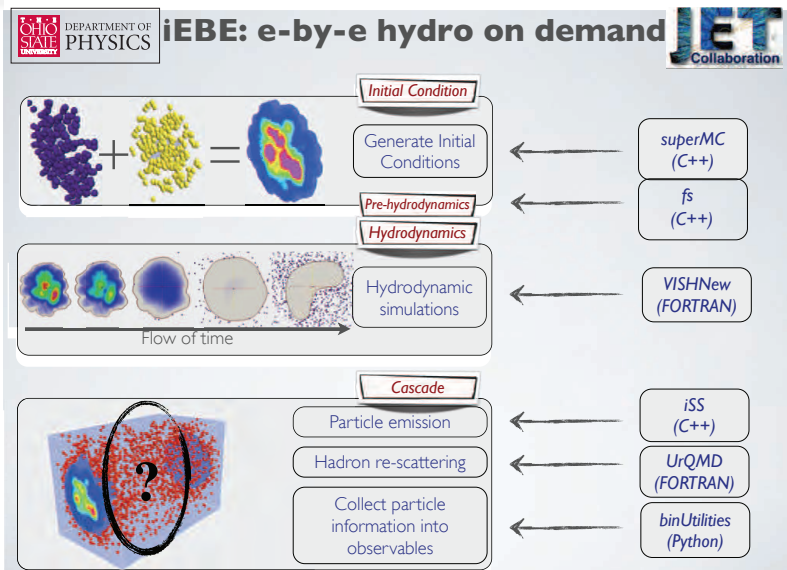 THE
OHIO
STATE
UNIVERSITY
DEPARTMENT OF
PHYSICS
iEBE: e-by-e hydro on demand
JET
Collaboration
Initial Condition
+
=
Generate Initial
Conditions
superMC
(C++)
Pre-hydrodynamics
fs
(C++)
Hydrodynamics
Flow of time
Hydrodynamic
simulations
VISHNew
(FORTRAN)
Cascade
?
Particle emission
iSS
(C++)
Hadron re-scattering
UrQMD
(FORTRAN)
Collect particle
information into
observables
binUtilities
(Python)